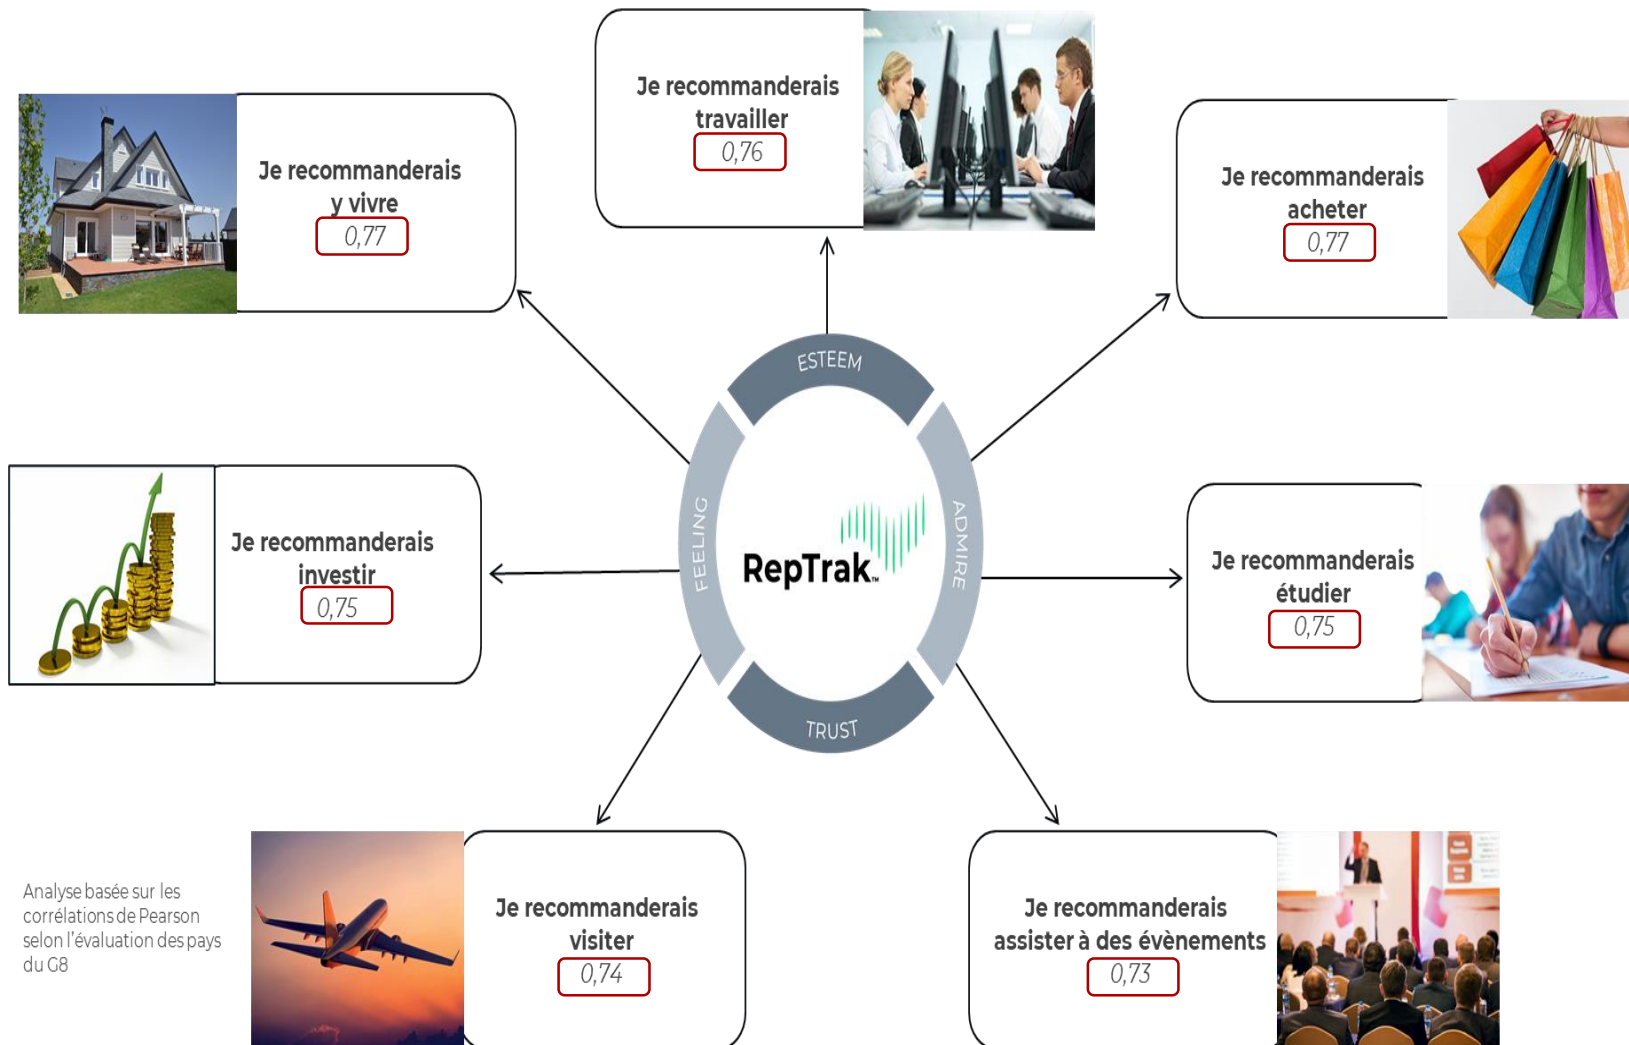 Je recommanderais
travailler
0,76
Je recommanderais
y vivre
0,77
Je recommanderais
acheter
0,77
ESTEEM
FEELING
ADMIRE
TRUST
RepTrak™
Je recommanderais
investir
0,75
Je recommanderais
étudier
0,75
Je recommanderais
visiter
0,74
Je recommanderais
assister à des évènements
0,73
Analyse basée sur les
corrélations de Pearson
selon l'évaluation des pays
du G8